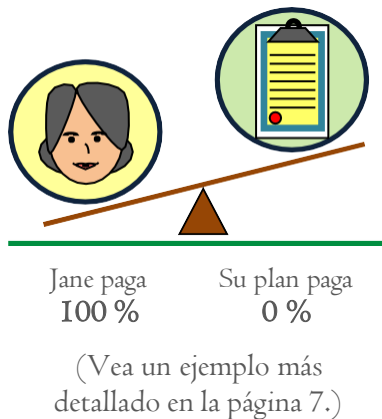 Jane paga
100 %
Su plan paga
0 %
(Vea un ejemplo más
detallado en la página 7.)